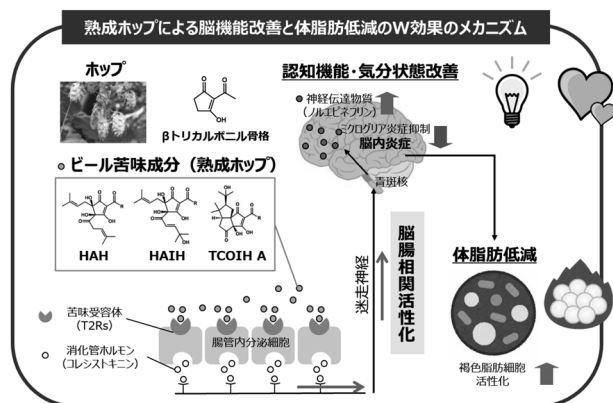 熟成ホップによる脳機能改善と体脂肪低減のW効果のメカニズム
ホップ
βトリカルボニル骨格
ビール苦味成分（熟成ホップ）
HAH
HAIH
TCOIH A
認知機能・気分状態改善
神経伝達物質
（ノルエピネフリン）
ミクログリア炎症抑制
脳内炎症
青斑核
迷走神経
脳腸相関活性化
体脂肪低減
褐色脂肪細胞
活性化
苦味受容体
（T2Rs）
腸管内分泌細胞
消化管ホルモン
（コレシストキニン）